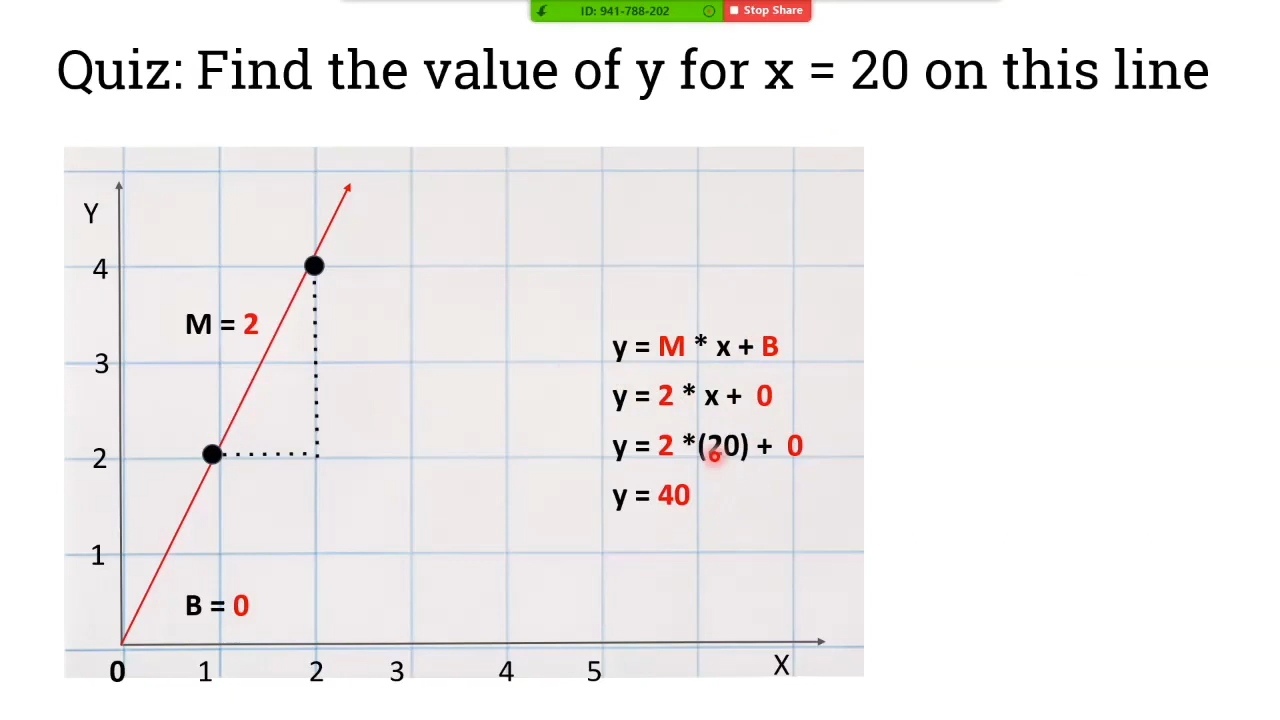 ID: 941-788-202 Stop Share
Quiz: Find the value of y for x = 20 on this line
Y
4
M = 2
3
y = M * x + B
y = 2 * x + 0
2
y = 2 *(20) + 0
y = 40
1
B = 0
0 1 2 3 4 5 X